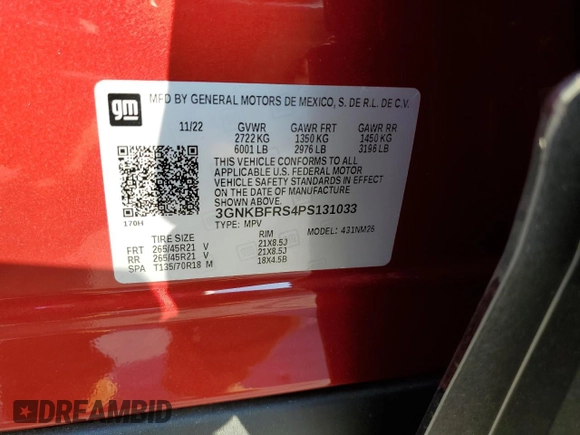 gm
MFD BY GENERAL MOTORS DE MEXICO, S. DE R.L. DE C.V.
11/22 GVWR GAWR FRT GAWR RR
2722 KG 1350 KG 1450 KG
6001 LB 2976 LB 3196 LB
THIS VEHICLE CONFORMS TO ALL
APPLICABLE U.S. FEDERAL MOTOR
VEHICLE SAFETY STANDARDS IN EFFECT
ON THE DATE OF MANUFACTURE
SHOWN ABOVE.
170H 3GNKBFRS4PS131033
TYPE: MPV MODEL: 431NM26
TIRE SIZE RIM
FRT 265/45R21 V 21X8.5J
RR 265/45R21 V 21X8.5J
SPA T135/70R18 M 18X4.5B
DREAMBID